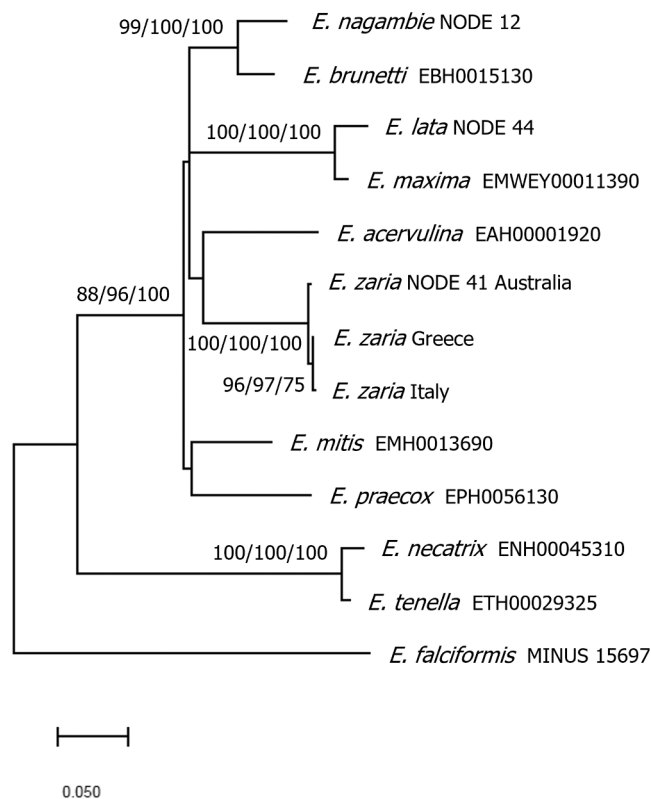 99/100/100
E. nagambie NODE 12
E. brunetti EBH0015130
100/100/100
E. lata NODE 44
E. maxima EMWEY00011390
E. acervulina EAH00001920
E. zaria NODE 41 Australia
88/96/100
100/100/100
E. zaria Greece
96/97/75
E. zaria Italy
E. mitis EMH0013690
E. praecox EPH0056130
100/100/100
E. necatrix ENH00045310
E. tenella ETH00029325
E. falciformis MINUS 15697
0.050